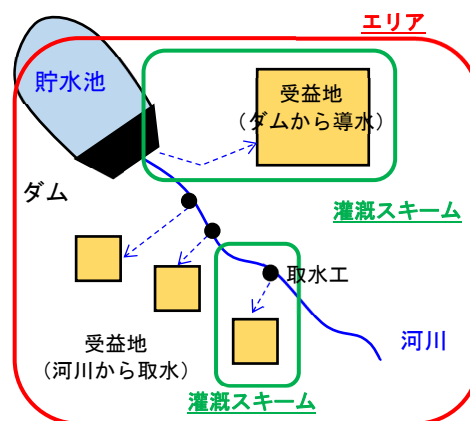 エリア
貯水池
受益地
（ダムから導水）
ダム
灌漑スキーム
取水工
受益地
（河川から取水）
河川
灌漑スキーム